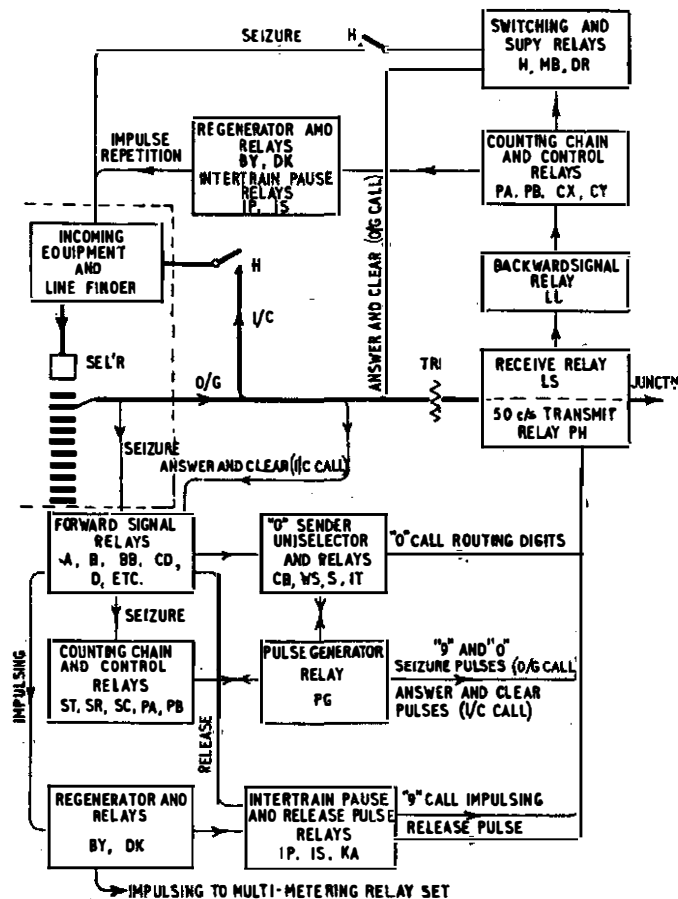 SWITCHING AND
SUPY RELAYS
H, MB, DR
SEIZURE
H
REGENERATOR AMO
RELAYS
BY, DK
INTERTRAIN PAUSE
RELAYS
IP, IS
IMPULSE
REPETITION
COUNTING CHAIN
AND CONTROL
RELAYS
PA, PB, CX, CY
INCOMING
EQUIPMENT
AND
LINE FINDER
H
I/C
ANSWER AND CLEAR (O/G CALL)
BACKWARD SIGNAL
RELAY
LL
SEL'R
O/G
TRI
RECEIVE RELAY
LS
50 c/s TRANSMIT
RELAY PH
JUNCTN
SEIZURE
ANSWER AND CLEAR (I/C CALL)
FORWARD SIGNAL
RELAYS
A, B, BB, CD,
D, ETC.
"0" SENDER
UNISELECTOR
AND RELAYS
CB, WS, S, IT
"0" CALL ROUTING DIGITS
SEIZURE
IMPULSING
COUNTING CHAIN
AND CONTROL
RELAYS
ST, SR, SC, PA, PB
RELEASE
PULSE GENERATOR
RELAY
PG
"9" AND "0"
SEIZURE PULSES (O/G CALL
ANSWER AND CLEAR
PULSES (I/C CALL)
REGENERATOR AND
RELAYS
BY, DK
INTERTRAIN PAUSE
AND RELEASE PULSE
RELAYS
IP, IS, KA
"9" CALL IMPULSING
RELEASE PULSE
IMPULSING TO MULTI-METERING RELAY SET